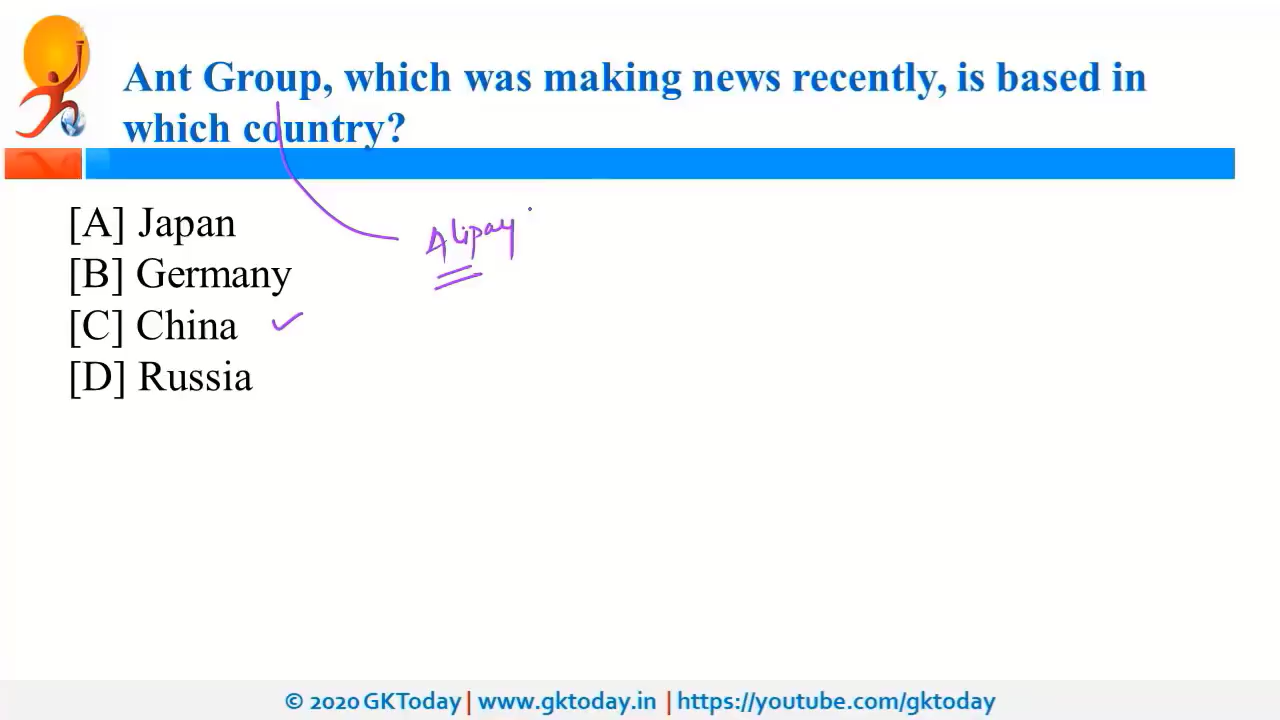 Ant Group, which was making news recently, is based in
which country?
[A] Japan
Alipay
[B] Germany
[C] China
[D] Russia
© 2020 GKToday | www.gktoday.in | https://youtube.com/gktoday